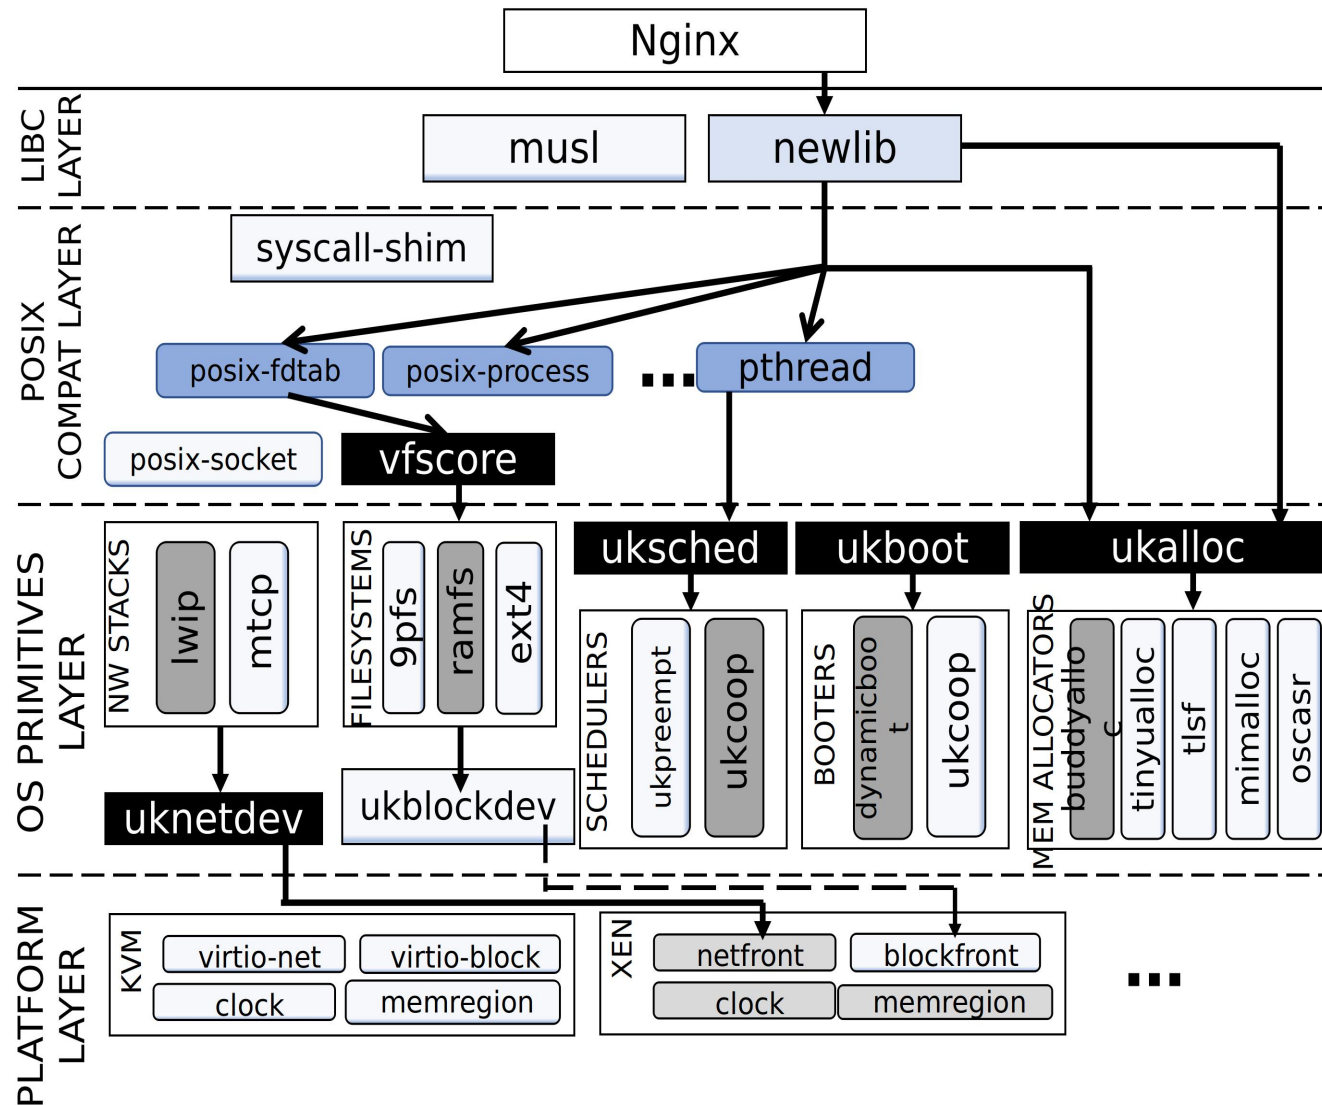 Nginx
LIBC
LAYER
musl
newlib
POSIX
COMPAT LAYER
syscall-shim
posix-fdtab
posix-process
...
pthread
posix-socket
vfscore
OS PRIMITIVES
LAYER
NW STACKS
lwip
mtcp
FILESYSTEMS
9pfs
ramfs
ext4
uksched
ukboot
ukalloc
SCHEDULERS
ukpreempt
ukcoop
BOOTERS
dynamicboo
t
ukcoop
MEM ALLOCATORS
buddyallo
c
tinyualloc
tlsf
mimalloc
oscasr
uknetdev
ukblockdev
PLATFORM
LAYER
KVM
virtio-net
virtio-block
clock
memregion
XEN
netfront
blockfront
clock
memregion
...